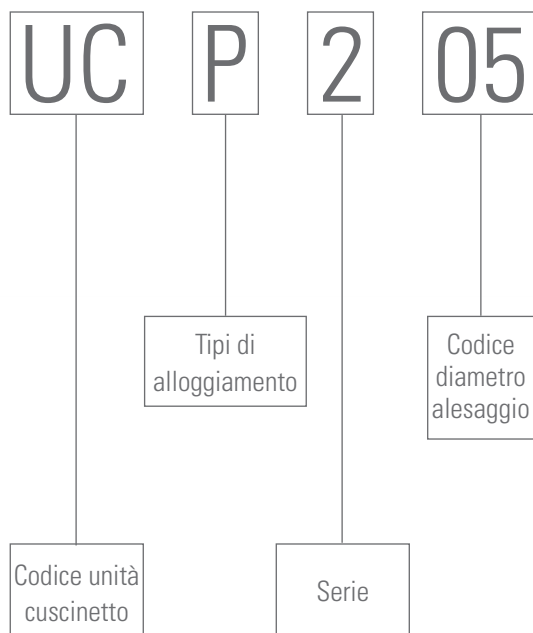 UC P 2 05
Tipi di
alloggiamento
Codice
diametro
alesaggio
Codice unità
cuscinetto
Serie